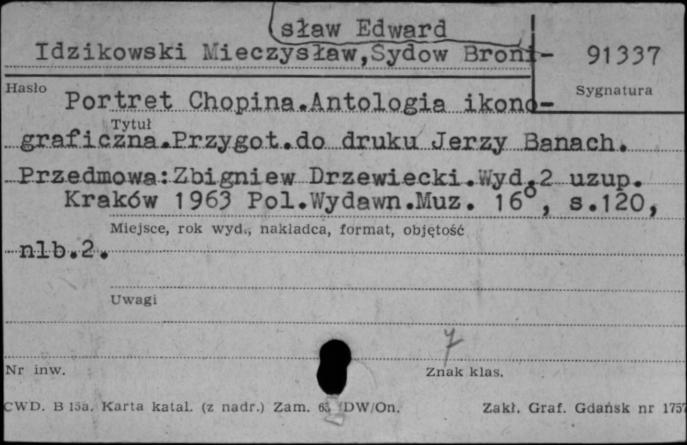 sław Edward
Idzikowski Mieczysław,Sydow Broni-
91337
Hasło
Sygnatura
Portret Chopina.Antologia ikono-
Tytuł
graficzna.Przygot.do druku Jerzy Banach.
Przedmowa:Zbigniew Drzewiecki.Wyd.2 uzup.
Kraków 1963 Pol.Wydawn.Muz. 16°, s.120,
Miejsce, rok wyd., nakładca, format, objętość
nlb.2.
Uwagi
7
Nr inw.
Znak klas.
CWD. B 15a. Karta katal. (z nadr.) Zam. 63 DW/On.
Zakł. Graf. Gdańsk nr 1757